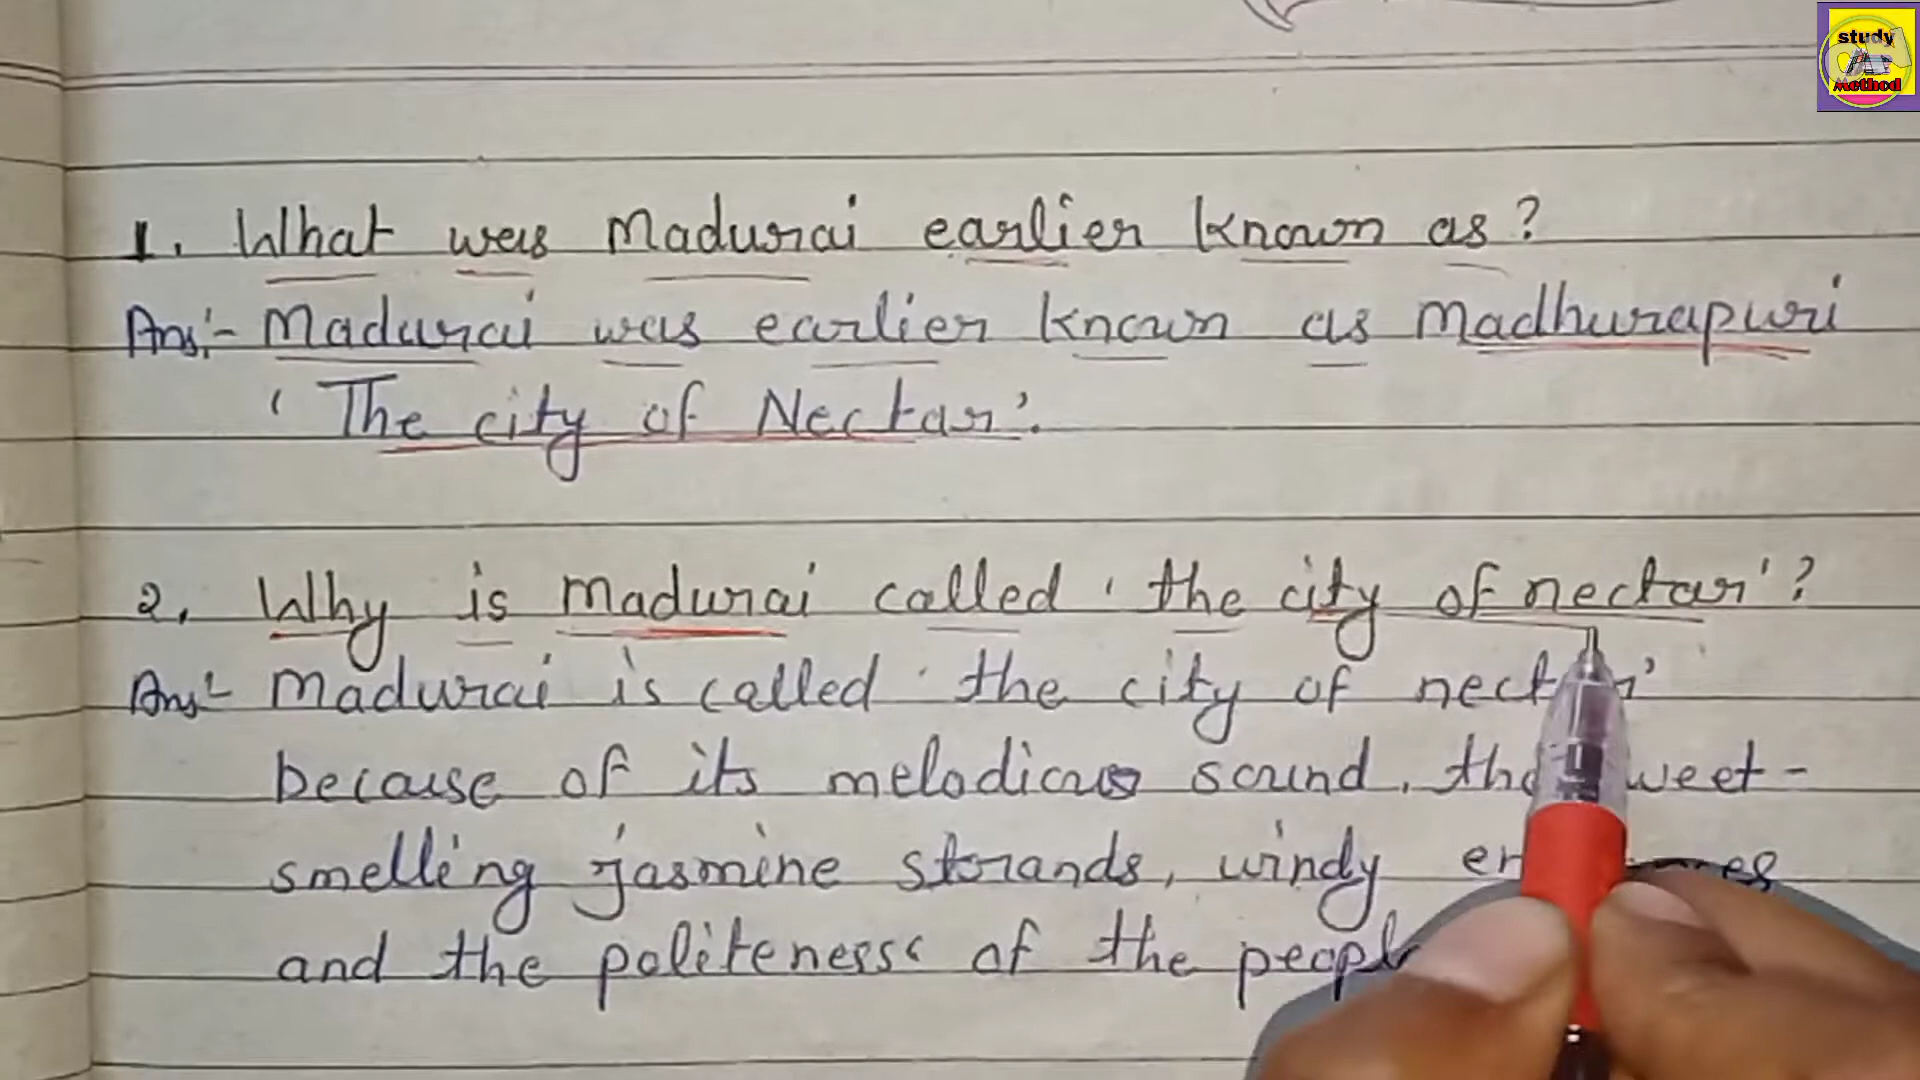 study
Method
1. What was Madurai earlier known as?
Ans:- Madurai was earlier known as Madhurapuri
'The city of Nectar'.
2. Why is Madurai called 'the city of nectar'?
Ans:- Madurai is called 'the city of
because of its melodious sound,
smelling jasmine strands, windy
and the politeness of the